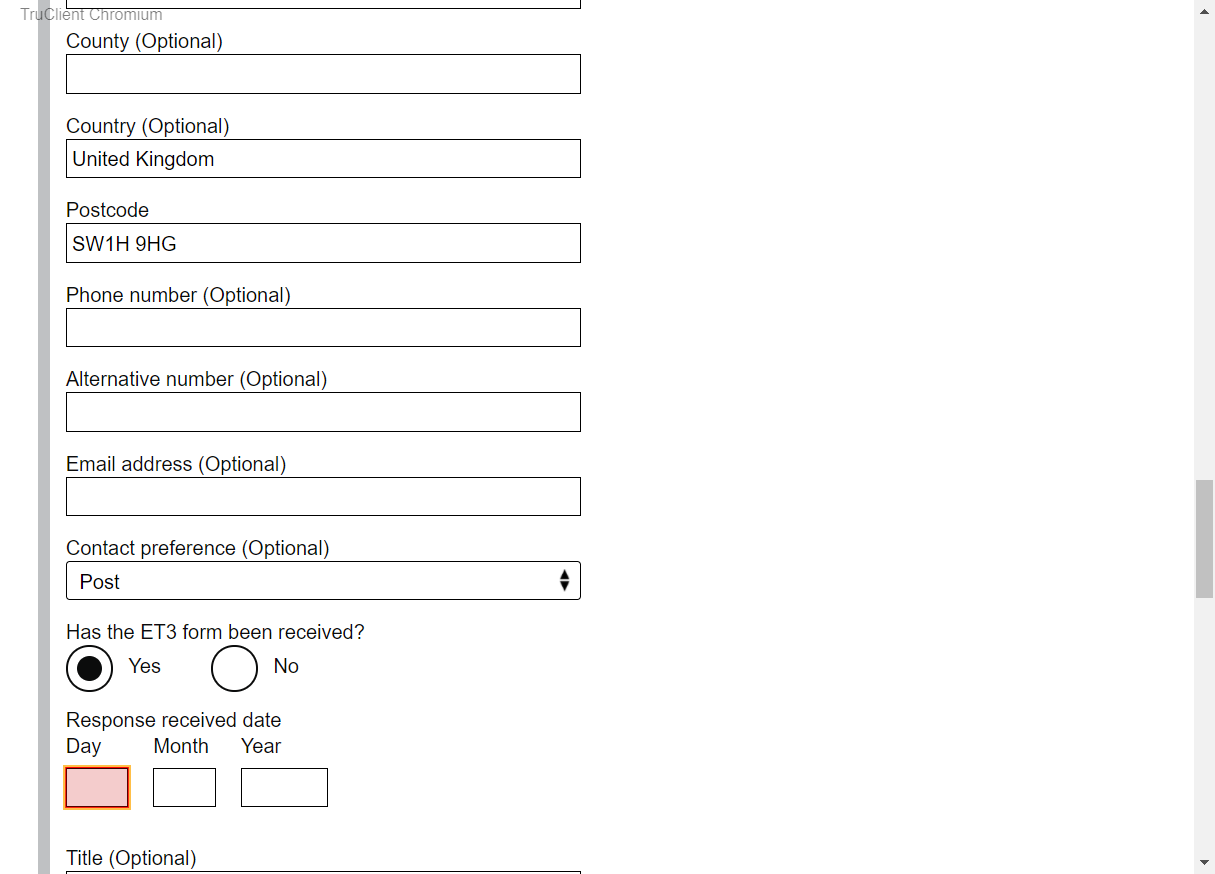 TruClient Chromium
County (Optional)
Country (Optional)
United Kingdom
Postcode
SW1H 9HG
Phone number (Optional)
Alternative number (Optional)
Email address (Optional)
Contact preference (Optional)
Post
Has the ET3 form been received?
Yes No
Response received date
Day Month Year
Title (Optional)